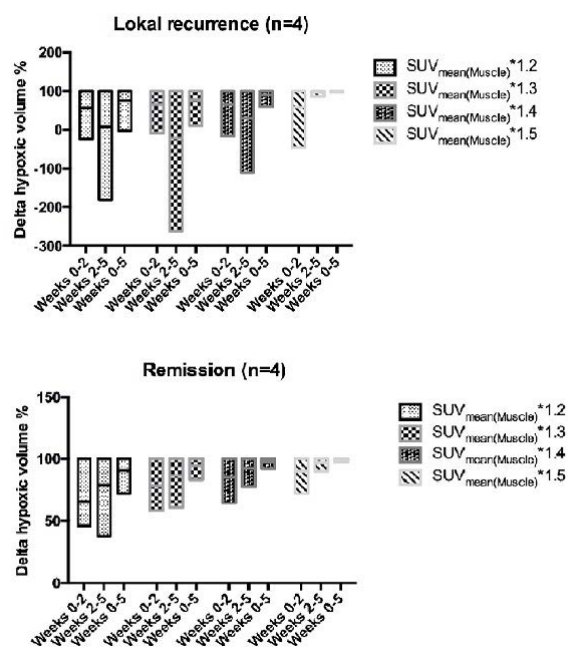 Lokal recurrence (n=4)
Delta hypoxic volume %
200
100
0
-100
-200
-300
Weeks 0-2
Weeks 2-5
Weeks 0-5
Weeks 0-2
Weeks 2-5
Weeks 0-5
Weeks 0-2
Weeks 2-5
Weeks 0-5
Weeks 0-2
Weeks 2-5
Weeks 0-5
SUVmean(Muscle)*1.2
SUVmean(Muscle)*1.3
SUVmean(Muscle)*1.4
SUVmean(Muscle)*1.5
Remission (n=4)
Delta hypoxic volume %
150
100
50
0
Weeks 0-2
Weeks 2-5
Weeks 0-5
Weeks 0-2
Weeks 2-5
Weeks 0-5
Weeks 0-2
Weeks 2-5
Weeks 0-5
Weeks 0-2
Weeks 2-5
Weeks 0-5
SUVmean(Muscle)*1.2
SUVmean(Muscle)*1.3
SUVmean(Muscle)*1.4
SUVmean(Muscle)*1.5